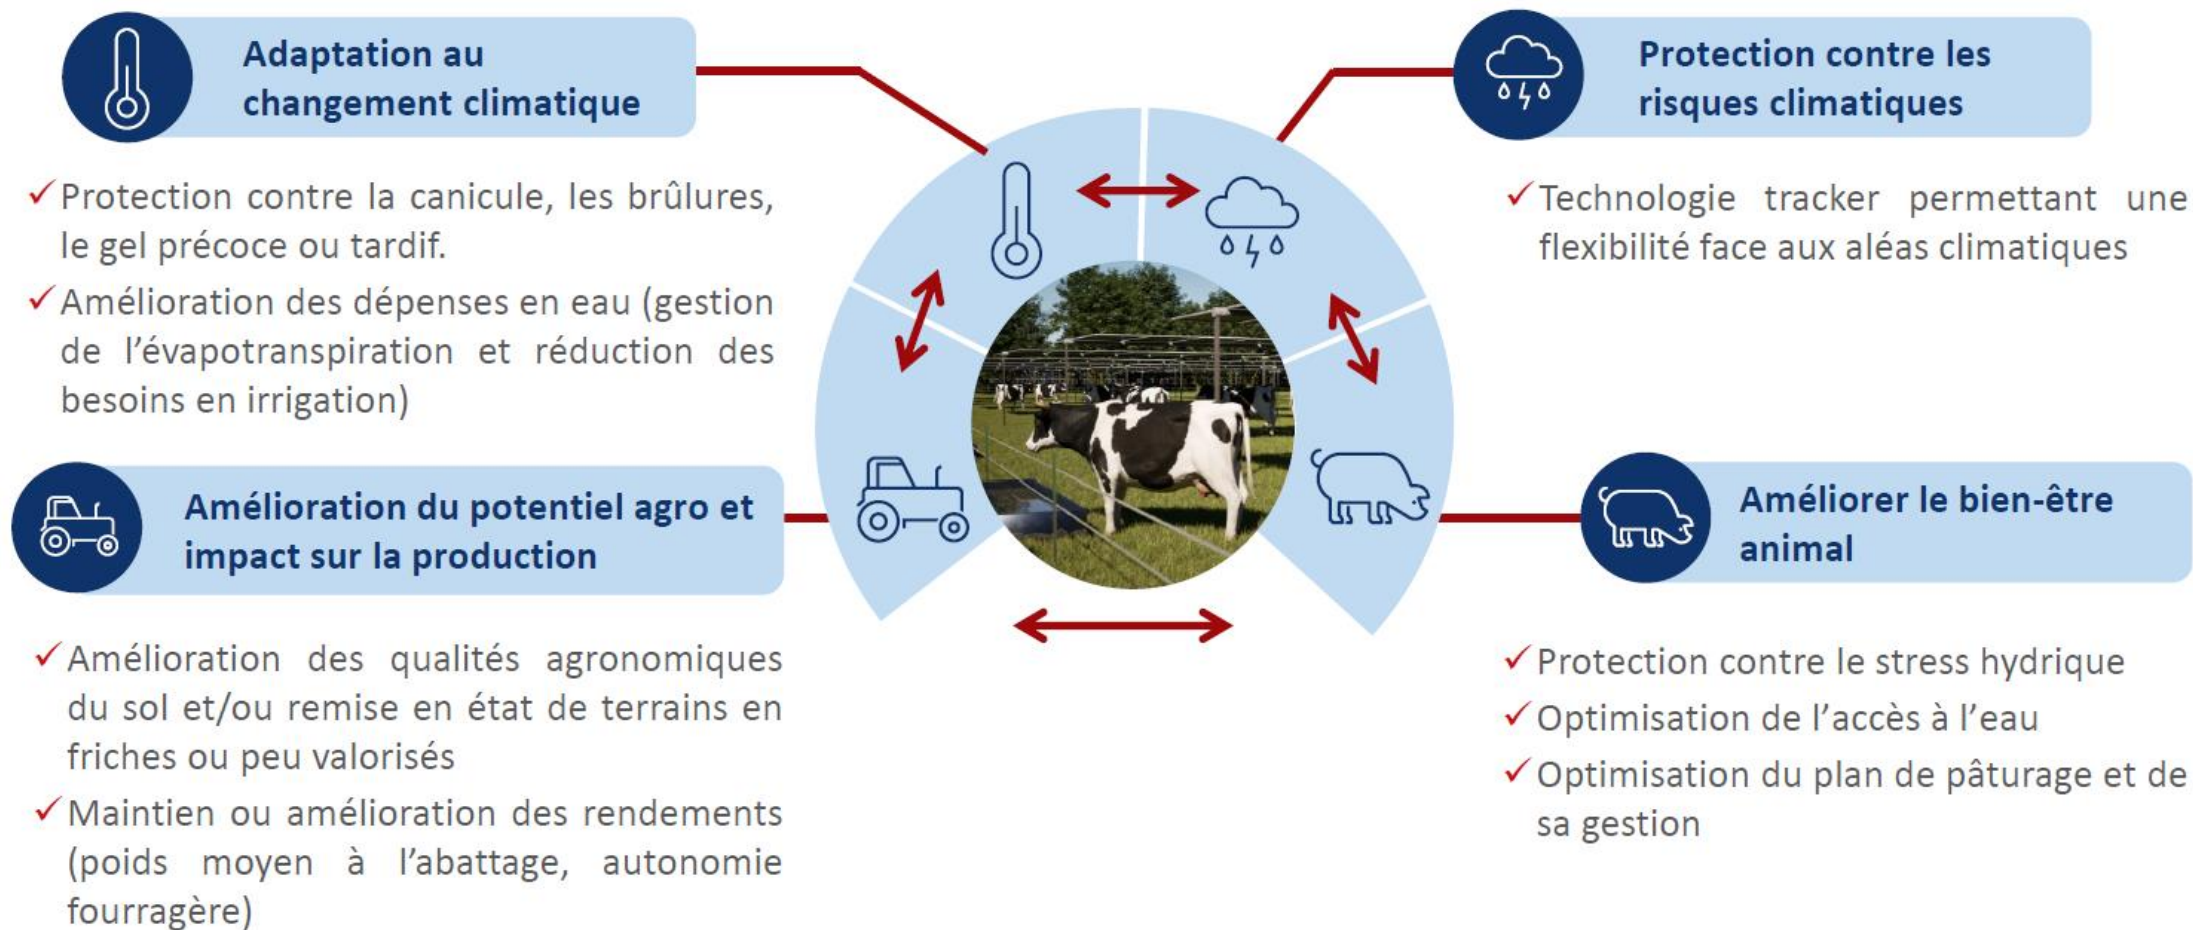 Adaptation au
changement climatique
✓ Protection contre la canicule, les brûlures,
le gel précoce ou tardif.
✓ Amélioration des dépenses en eau (gestion
de l’évapotranspiration et réduction des
besoins en irrigation)
Amélioration du potentiel agro et
impact sur la production
✓ Amélioration des qualités agronomiques
du sol et/ou remise en état de terrains en
friches ou peu valorisés
✓ Maintien ou amélioration des rendements
(poids moyen à l’abattage, autonomie
fourragère)
Protection contre les
risques climatiques
✓ Technologie tracker permettant une
flexibilité face aux aléas climatiques
Améliorer le bien-être
animal
✓ Protection contre le stress hydrique
✓ Optimisation de l’accès à l’eau
✓ Optimisation du plan de pâturage et de
sa gestion